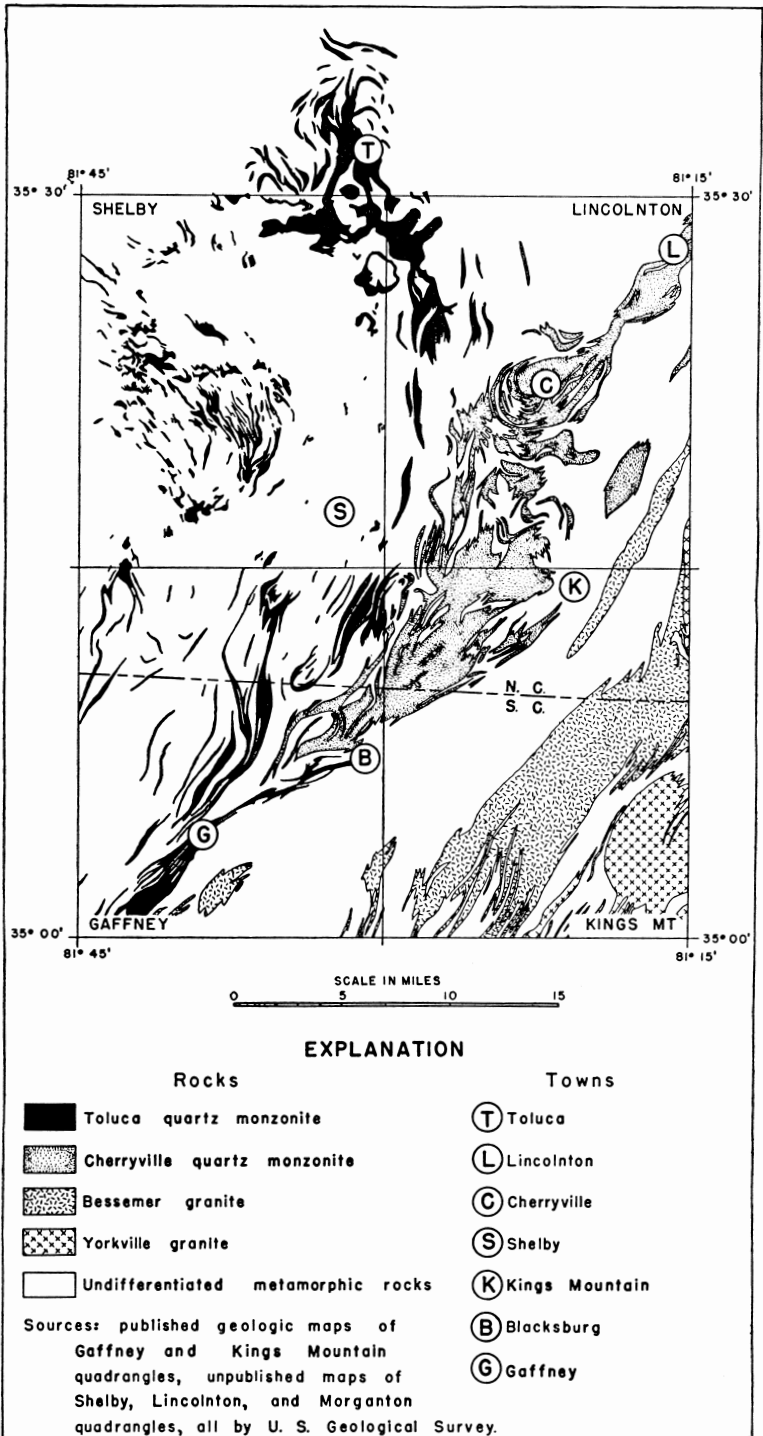 T
81° 45'
81° 15'
35° 30'
35° 30'
SHELBY
LINCOLNTON
L
C
S
K
N. C.
S. C.
B
G
GAFFNEY
KINGS MT
35° 00'
35° 00'
81° 45'
81° 15'
SCALE IN MILES
0 5 10 15
EXPLANATION
Rocks
Towns
Toluca quartz monzonite
T Toluca
Cherryville quartz monzonite
L Lincolnton
Bessemer granite
C Cherryville
Yorkville granite
S Shelby
Undifferentiated metamorphic rocks
K Kings Mountain
Sources: published geologic maps of
B Blacksburg
Gaffney and Kings Mountain
quadrangles, unpublished maps of
G Gaffney
Shelby, Lincolnton, and Morganton
quadrangles, all by U. S. Geological Survey.